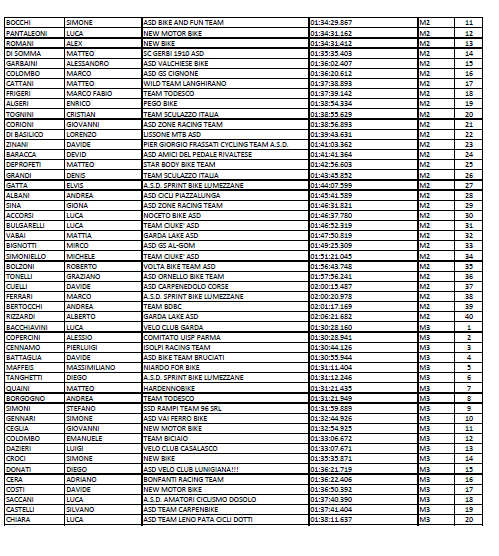 BOCCHI SIMONE ASD BIKE AND FUN TEAM 01:34:29.867 M2 11
PANTALEONI LUCA NEW MOTOR BIKE 01:34:31.162 M2 12
ROMANI ALEX NEW BIKE 01:34:31.412 M2 13
DI SOMMA MATTEO SC GERBI 1910 ASD 01:35:35.403 M2 14
GARBAINI ALESSANDRO ASD VALCHIESE BIKE 01:36:02.407 M2 15
COLOMBO MARCO ASD GS CIGNONE 01:36:20.612 M2 16
CATTANI MATTEO WILD TEAM LANGHIRANO 01:37:38.893 M2 17
FRIGERI MARCO FABIO TEAM TODESCO 01:37:39.142 M2 18
ALGERI ENRICO PEGO BIKE 01:38:54.334 M2 19
TOGNINI CRISTIAN TEAM SCULAZZO ITALIA 01:38:55.629 M2 20
CORIONI GIOVANNI ASD ZONE RACING TEAM 01:38:56.893 M2 21
DI BASILICO LORENZO LISSONE MTB ASD 01:39:43.631 M2 22
ZINANI DAVIDE PIER GIORGIO FRASSATI CYCLING TEAM A.S.D. 01:41:03.362 M2 23
BARACCA DEVID ASD AMICI DEL PEDALE RIVALTESE 01:41:41.364 M2 24
DEPROFETI MATTEO STAR BODY BIKE TEAM 01:42:56.603 M2 25
GRANDI DENIS TEAM SCULAZZO ITALIA 01:43:45.852 M2 26
GATTA ELVIS A.S.D. SPRINT BIKE LUMEZZANE 01:44:07.599 M2 27
ALBANI ANDREA ASD CICLI PIAZZALUNGA 01:45:41.589 M2 28
SINA GIONA ASD ZONE RACING TEAM 01:46:31.821 M2 29
ACCORSI LUCA NOCETO BIKE ASD 01:46:37.780 M2 30
BULGARELLI LUCA TEAM CIUKE' ASD 01:46:52.319 M2 31
VABAI MATTIA GARDA LAKE ASD 01:47:50.819 M2 32
BIGNOTTI MIRCO ASD GS AL-GOM 01:49:25.309 M2 33
SIMONIELLO MICHELE TEAM CIUKE' ASD 01:51:21.045 M2 34
BOLZONI ROBERTO VOLTA BIKE TEAM ASD 01:56:43.748 M2 35
TONELLI GRAZIANO ASD ORNELLO BIKE TEAM 01:57:56.241 M2 36
CUELLI DAVIDE ASD CARPENEDOLO CORSE 02:00:15.487 M2 37
FERRARI MARCO A.S.D. SPRINT BIKE LUMEZZANE 02:00:20.978 M2 38
BERTOCCHI ANDREA TEAM BDBC 02:01:17.169 M2 39
RIZZARDI ALBERTO GARDA LAKE ASD 02:06:21.682 M2 40
BACCHIAVINI LUCA VELO CLUB GARDA 01:30:28.160 M3 1
COPERCINI ALESSIO COMITATO UISP PARMA 01:30:28.941 M3 2
CENNAMO PIERLUIGI ISOLPI RACING TEAM 01:30:44.126 M3 3
BATTAGLIA DAVIDE ASD BIKE TEAM BRUCIATI 01:30:55.944 M3 4
MAFFEIS MASSIMILIANO NIARDO FOR BIKE 01:31:11.404 M3 5
TANGHETTI DIEGO A.S.D. SPRINT BIKE LUMEZZANE 01:31:12.246 M3 6
QUAINI MATTEO HARDENNOBIKE 01:31:21.435 M3 7
BORGOGNO ANDREA TEAM TODESCO 01:31:21.949 M3 8
SIMONI STEFANO SSD RAMPI TEAM 96 SRL 01:31:59.889 M3 9
GENNARI SIMONE ASD VAI FERRO BIKE 01:32:44.926 M3 10
CEGLIA GIOVANNI NEW MOTOR BIKE 01:32:54.925 M3 11
COLOMBO EMANUELE TEAM BICIAIO 01:33:06.672 M3 12
DAZIERI LUIGI VELO CLUB CASALASCO 01:33:07.671 M3 13
CROCI SIMONE NEW BIKE 01:35:35.871 M3 14
DONATI DIEGO ASD VELO CLUB LUNIGIANA!!! 01:36:21.719 M3 15
CERA ADRIANO BONFANTI RACING TEAM 01:36:22.406 M3 16
COSTI DAVIDE NEW MOTOR BIKE 01:36:50.392 M3 17
SACCANI LUCA A.S.D. AMATORI CICLISMO DOSOLO 01:37:40.390 M3 18
CASTELLI SILVANO ASD TEAM CARPENBIKE 01:37:41.404 M3 19
CHIARA LUCA ASD TEAM LENO PATA CICLI DOTTI 01:38:11.637 M3 20